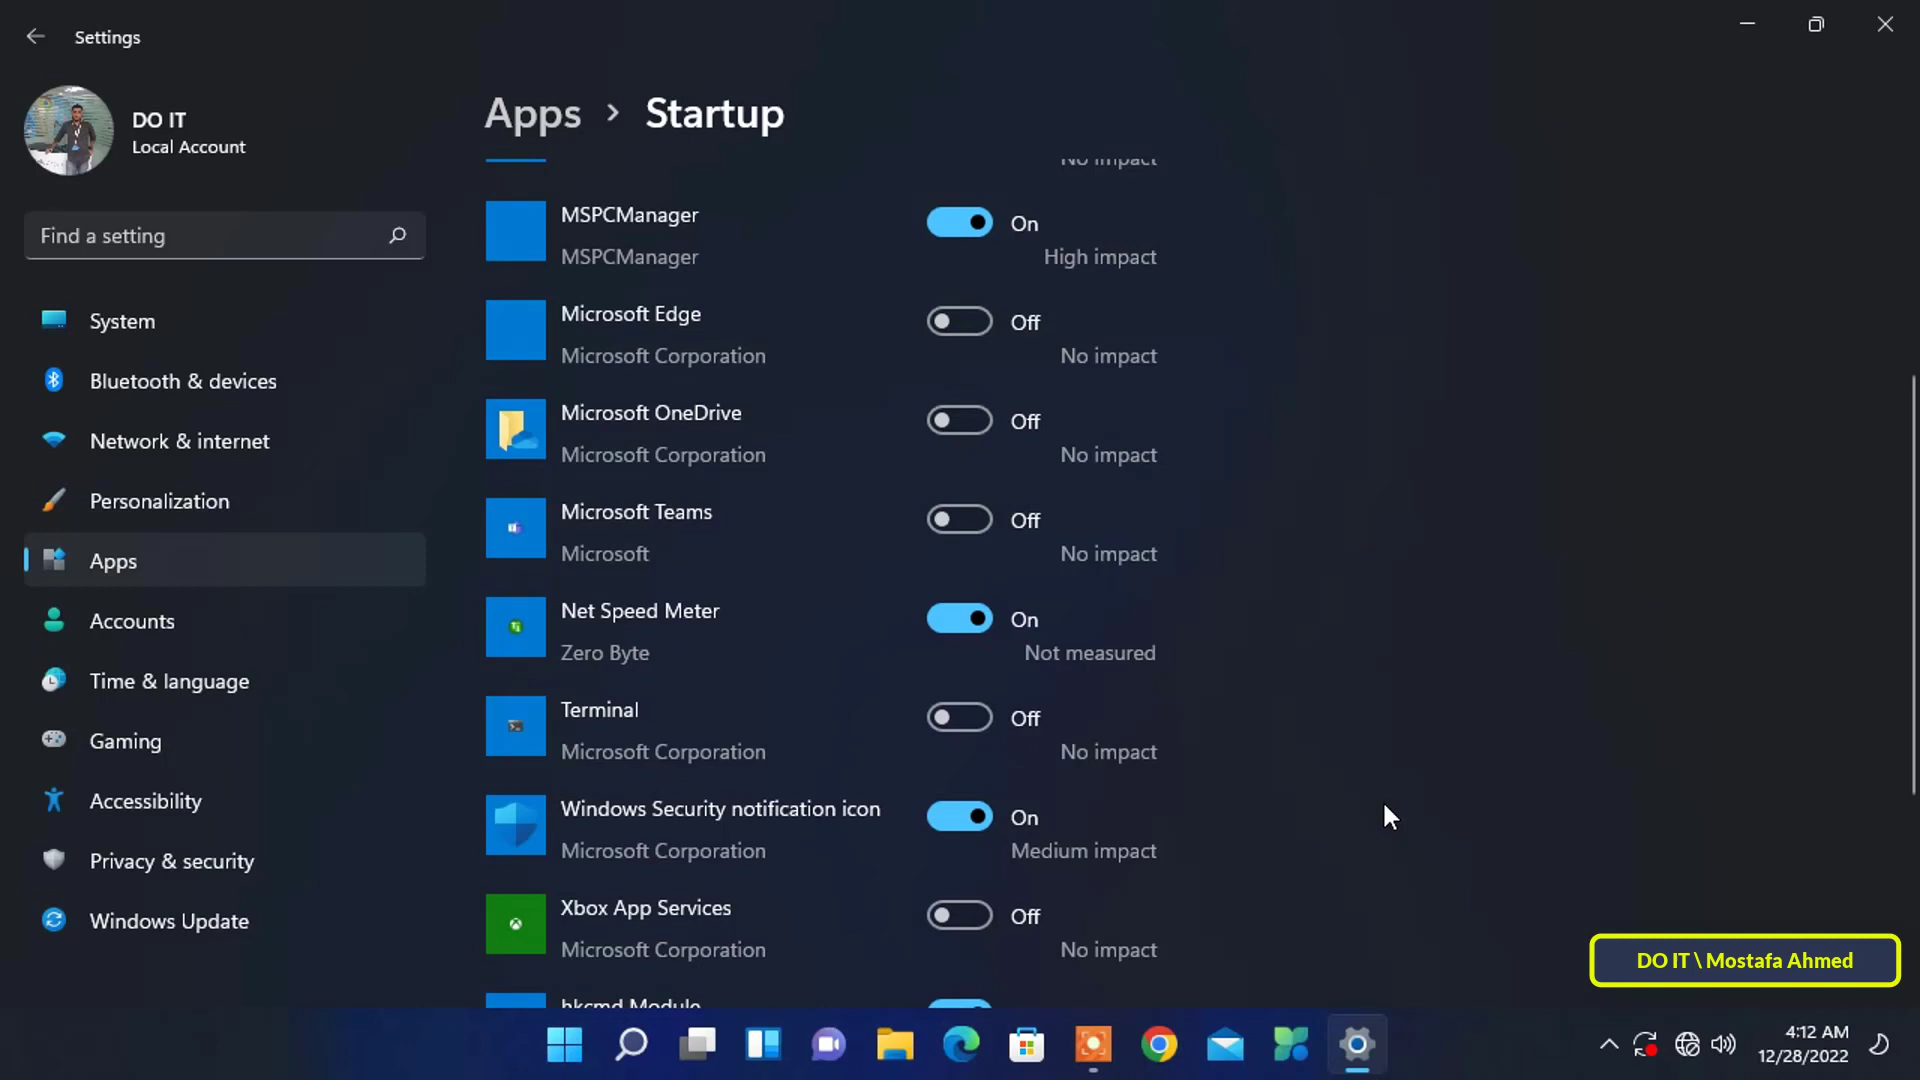 Settings
DO IT
Local Account
Find a setting
System
Bluetooth & devices
Network & internet
Personalization
Apps
Accounts
Time & language
Gaming
Accessibility
Privacy & security
Windows Update
Apps > Startup
No impact
MSPCManager
On
MSPCManager
High impact
Microsoft Edge
Off
Microsoft Corporation
No impact
Microsoft OneDrive
Off
Microsoft Corporation
No impact
Microsoft Teams
Off
Microsoft
No impact
Net Speed Meter
On
Zero Byte
Not measured
Terminal
Off
Microsoft Corporation
No impact
Windows Security notification icon
On
Microsoft Corporation
Medium impact
Xbox App Services
Off
Microsoft Corporation
No impact
hkcmd Module
DO IT \ Mostafa Ahmed
4:12 AM
12/28/2022